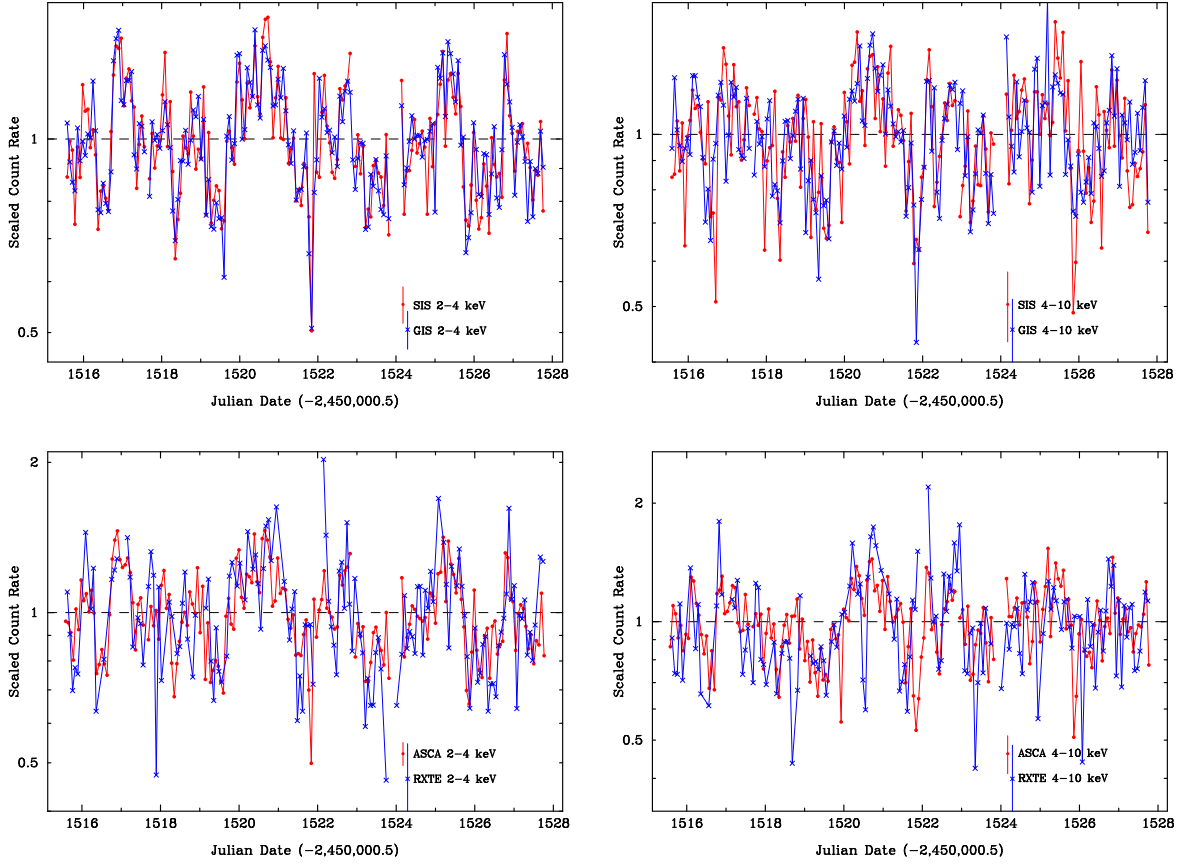 1
0.5
Scaled Count Rate
SIS 2−4 keV
GIS 2−4 keV
1516 1518 1520 1522 1524 1526 1528
Julian Date (−2,450,000.5)
1
0.5
Scaled Count Rate
SIS 4−10 keV
GIS 4−10 keV
1516 1518 1520 1522 1524 1526 1528
Julian Date (−2,450,000.5)
2
1
0.5
Scaled Count Rate
ASCA 2−4 keV
RXTE 2−4 keV
1516 1518 1520 1522 1524 1526 1528
Julian Date (−2,450,000.5)
2
1
0.5
Scaled Count Rate
ASCA 4−10 keV
RXTE 4−10 keV
1516 1518 1520 1522 1524 1526 1528
Julian Date (−2,450,000.5)